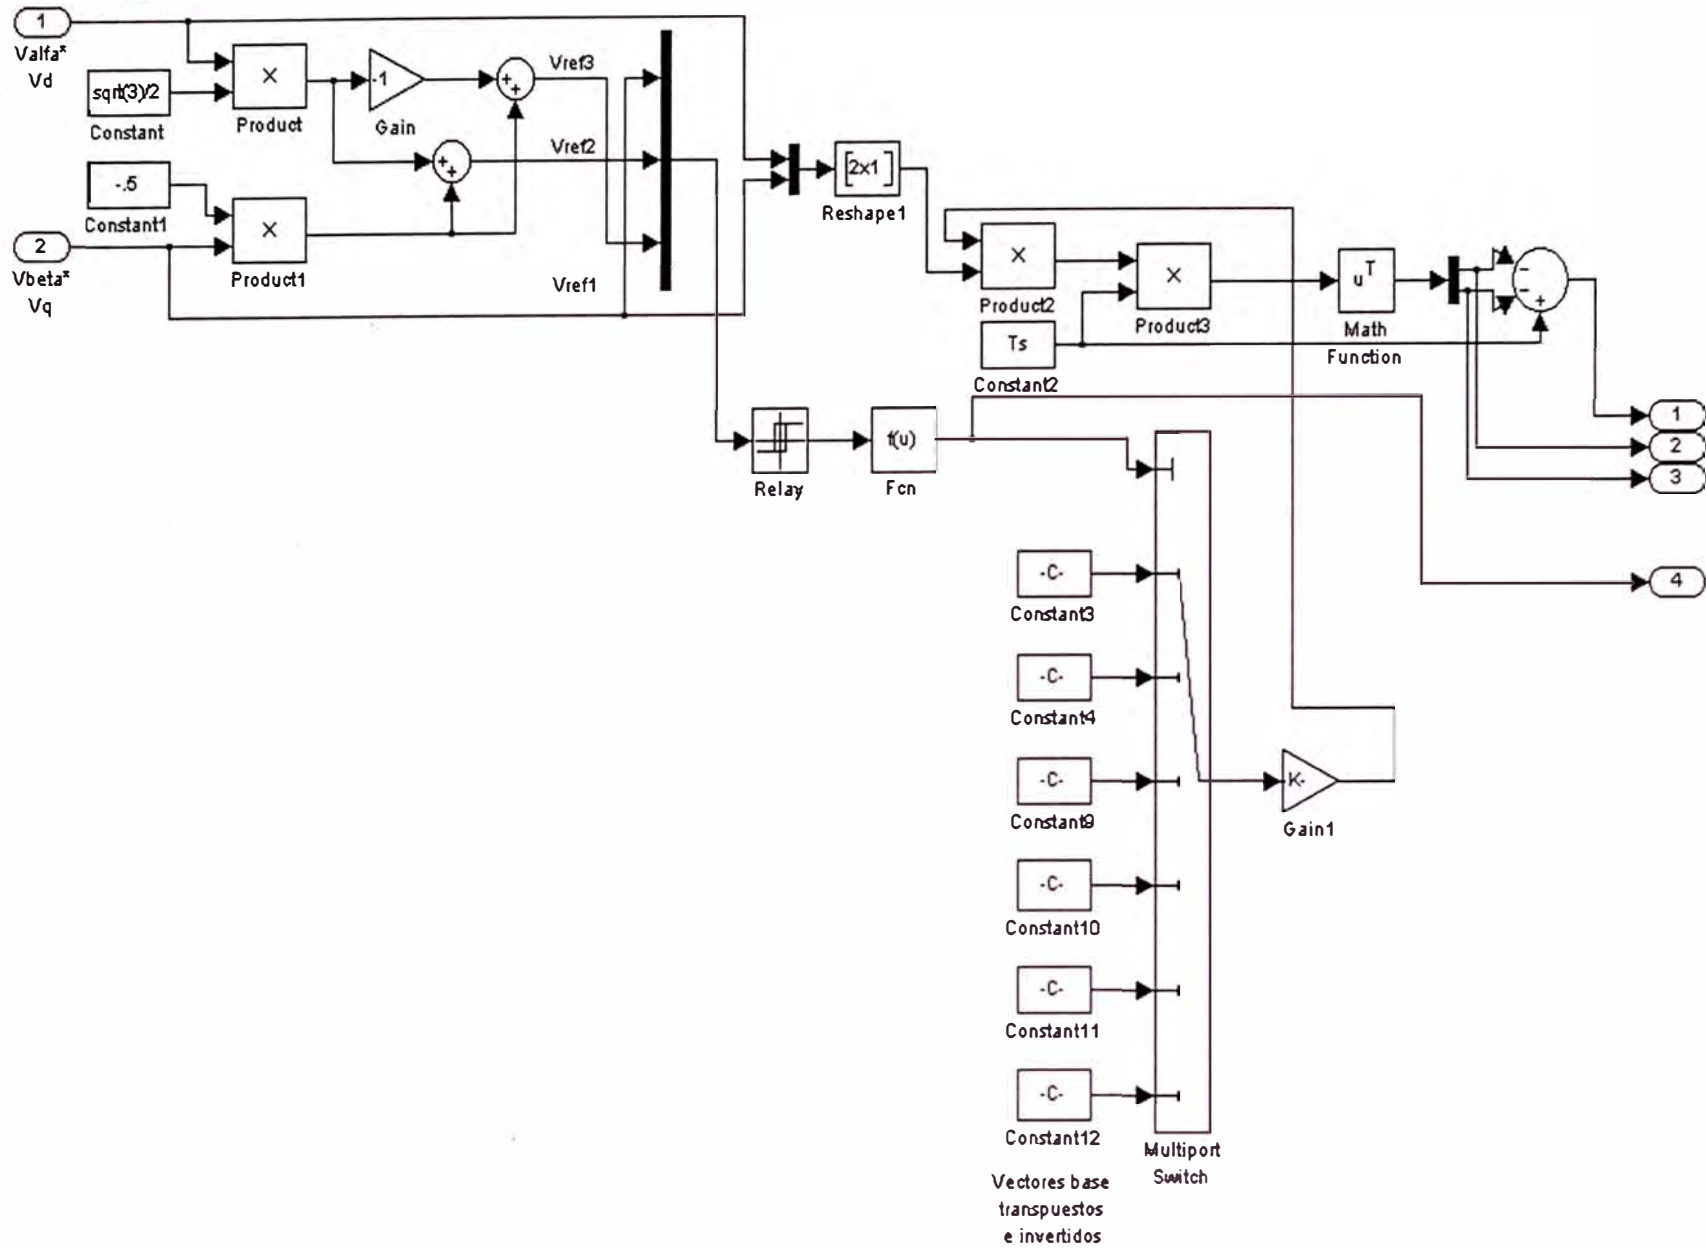 1
Valfa*
Vd
sqrt(3)/2
Constant
×
Product
-1
Gain
+
+
Vref3
+
+
Vref2
-.5
Constant1
2
Vbeta*
Vq
×
Product1
Vref1
[2x1]
Reshape1
×
Product2
×
Product3
Ts
Constant2
u^T
Math
Function
-
-
+
1
2
3
4
Relay
f(u)
Fcn
-C-
Constant3
-C-
Constant4
-C-
Constant9
-C-
Constant10
-C-
Constant11
-C-
Constant12
Multiport
Switch
K-
Gain1
Vectores base
transpuestos
e invertidos